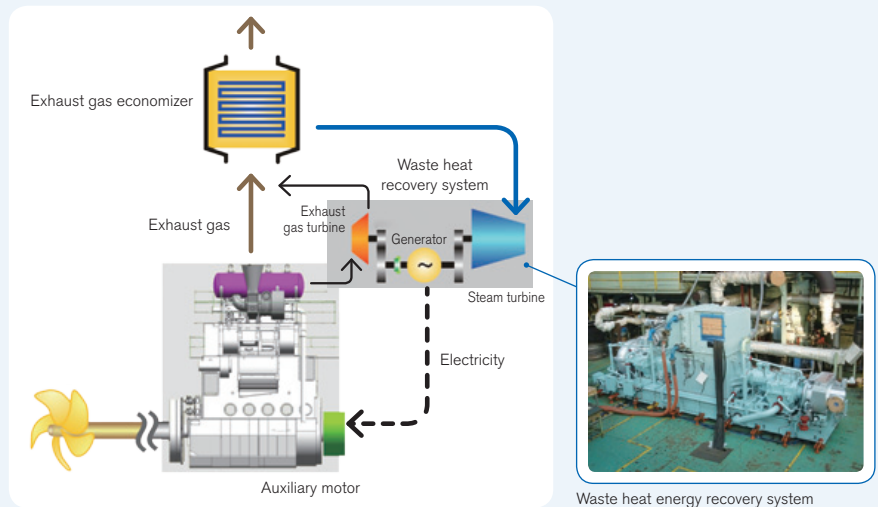 Exhaust gas economizer
Waste heat
recovery system
Exhaust gas
Exhaust
gas turbine
Generator
~
Steam turbine
Electricity
Auxiliary motor
Waste heat energy recovery system